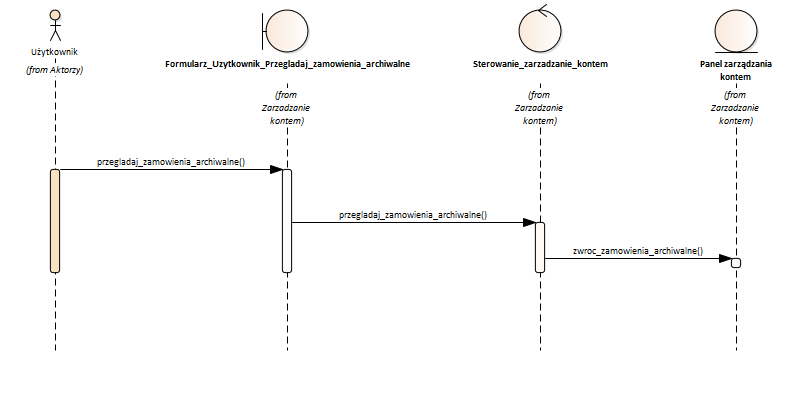 Użytkownik
(from Aktorzy)
Formularz_Uzytkownik_Przegladaj_zamowienia_archiwalne
(from
Zarzadzanie
kontem)
Sterowanie_zarzadzanie_kontem
(from
Zarzadzanie
kontem)
Panel zarządzania
kontem
(from
Zarzadzanie
kontem)
przegladaj_zamowienia_archiwalne()
przegladaj_zamowienia_archiwalne()
zwroc_zamowienia_archiwalne()